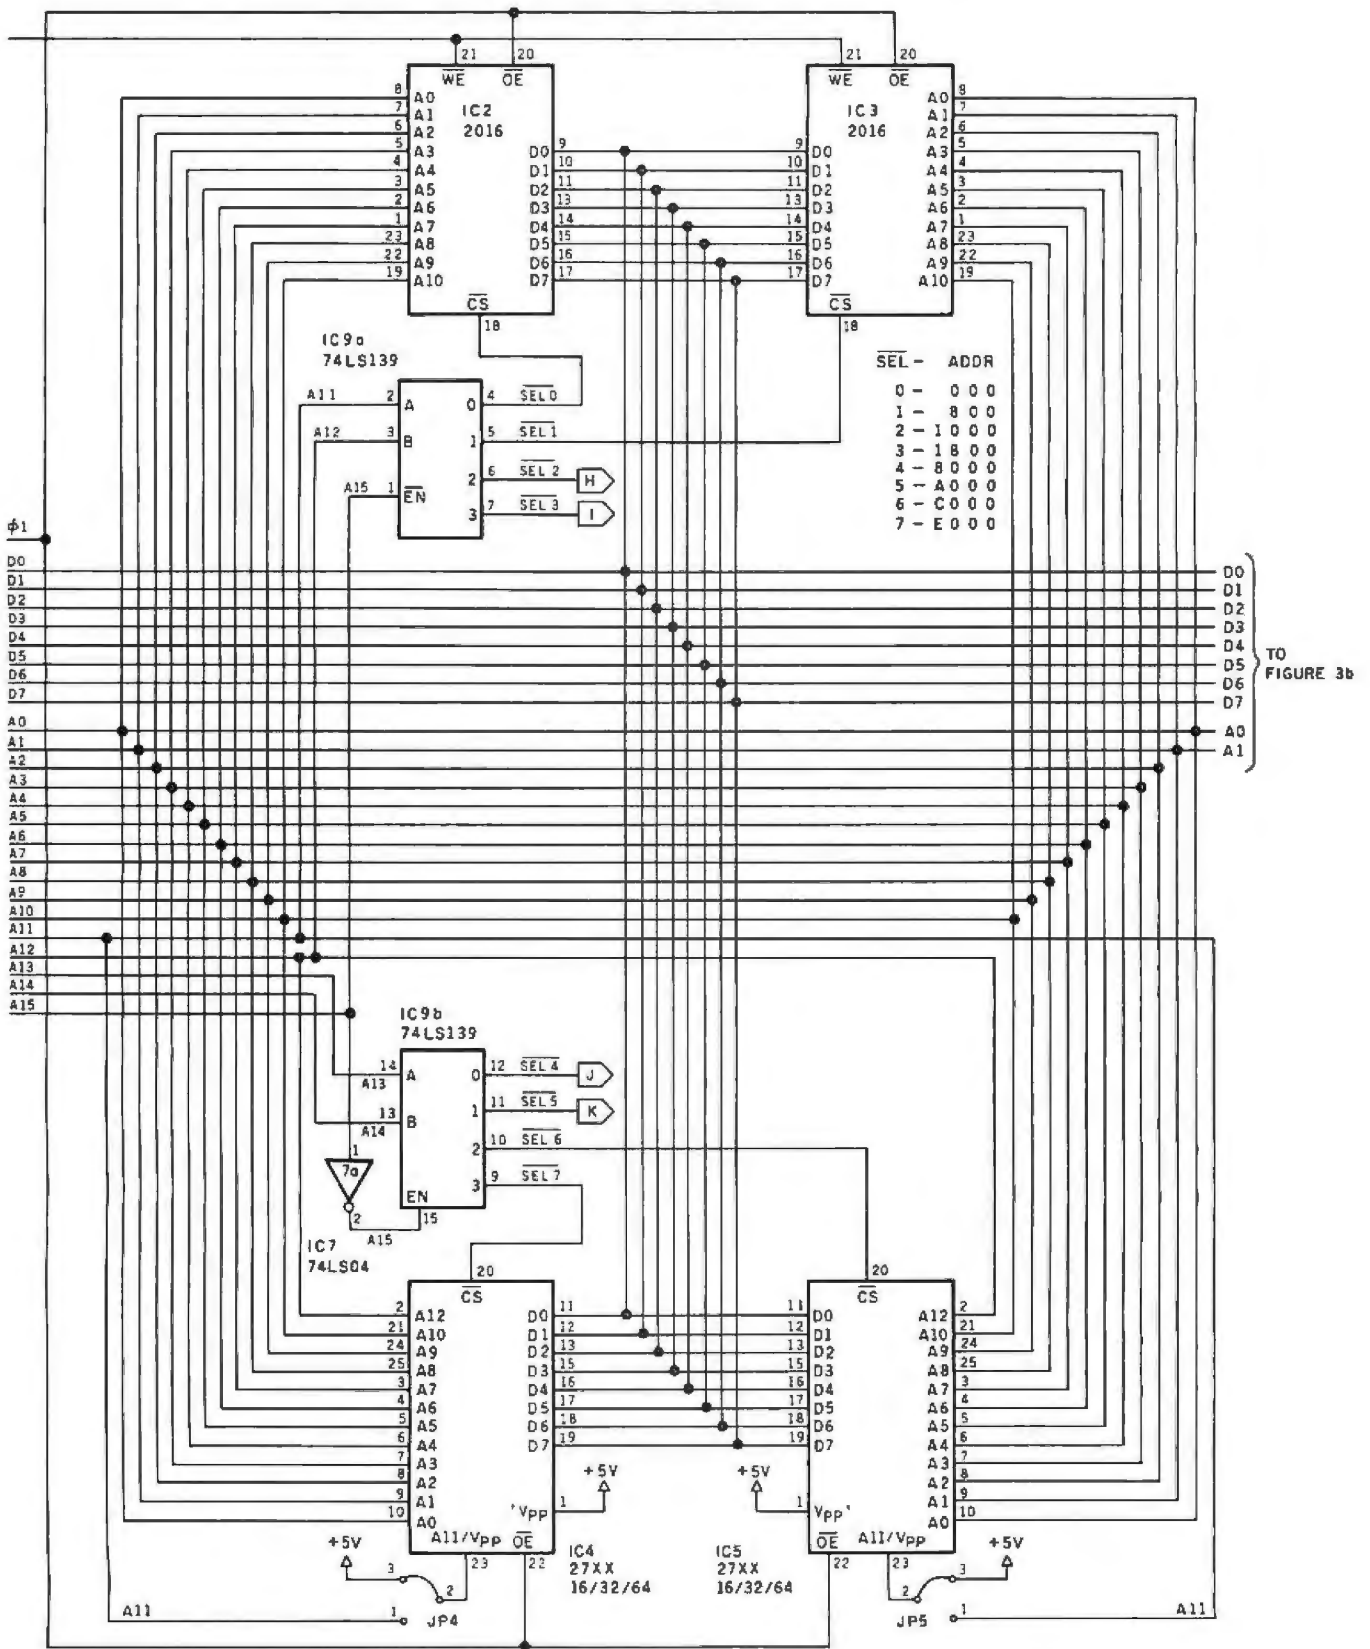 21 20
WE OE
IC2
2016
8 A0
7 A1
6 A2
5 A3
4 A4
3 A5
2 A6
1 A7
23 A8
22 A9
19 A10
D0 9
D1 10
D2 11
D3 13
D4 14
D5 15
D6 16
D7 17
CS
18
21 20
WE OE
IC3
2016
9 D0
10 D1
11 D2
13 D3
14 D4
15 D5
16 D6
17 D7
A0 8
A1 7
A2 6
A3 5
A4 4
A5 3
A6 2
A7 1
A8 23
A9 22
A10 19
CS
18
IC9a
74LS139
A11 2 A
A12 3 B
A15 1 EN
0 4 SEL0
1 5 SEL1
2 6 SEL2 H
3 7 SEL3 I
SEL - ADDR
0 - 000
1 - 800
2 - 1000
3 - 1800
4 - 8000
5 - A000
6 - C000
7 - E000
ϕ1
D0
D1
D2
D3
D4
D5
D6
D7
A0
A1
A2
A3
A4
A5
A6
A7
A8
A9
A10
A11
A12
A13
A14
A15
D0
D1
D2
D3
D4
D5
D6
D7
A0
A1
TO
FIGURE 3b
IC9b
74LS139
14 A
A13
13 B
A14
EN
15
0 12 SEL4 J
1 11 SEL5 K
2 10 SEL6
3 9 SEL7
1
7a
2
A15
IC7
74LS04
20
CS
2 A12
21 A10
24 A9
25 A8
3 A7
4 A6
5 A5
6 A4
7 A3
8 A2
9 A1
10 A0
D0 11
D1 12
D2 13
D3 15
D4 16
D5 17
D6 18
D7 19
+5V
'VPP 1
A11/VPP OE
23 22
IC4
27XX
16/32/64
+5V
3
2
1
A11
JP4
20
CS
11 D0
12 D1
13 D2
15 D3
16 D4
17 D5
18 D6
19 D7
A12 2
A10 21
A9 24
A8 25
A7 3
A6 4
A5 5
A4 6
A3 7
A2 8
A1 9
A0 10
+5V
1 VPP'
OE A11/VPP
22 23
IC5
27XX
16/32/64
+5V
3
2
1
A11
JP5